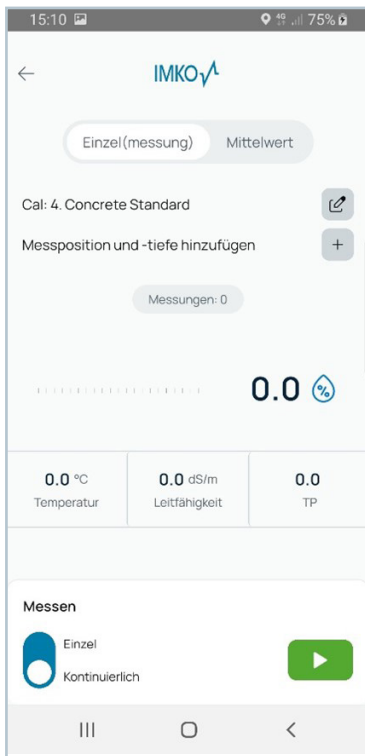 15:10 4G 75%
IMKO
Einzel(messung) Mittelwert
Cal: 4. Concrete Standard
Messposition und -tiefe hinzufügen
Messungen: 0
0.0 %
0.0 °C 0.0 dS/m 0.0
Temperatur Leitfähigkeit TP
Messen
Einzel
Kontinuierlich